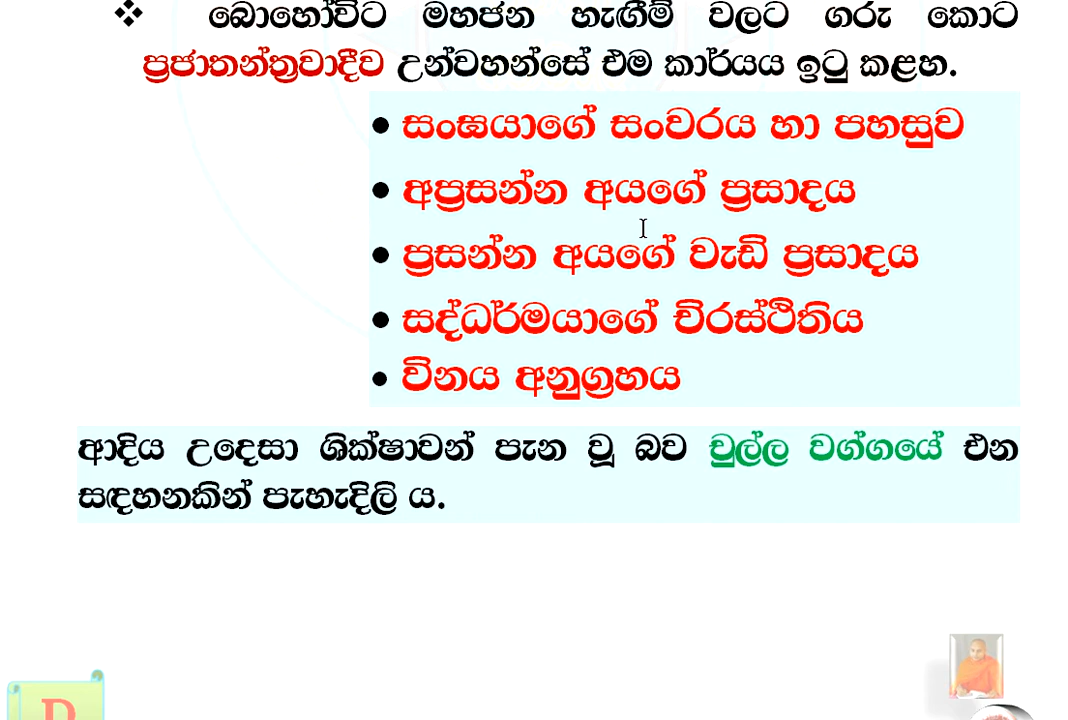 ❖ බොහෝවිට මහජන හැඟීම් වලට ගරු කොට
ප්‍රජාතන්ත්‍රවාදීව උන්වහන්සේ එම කාර්යය ඉටු කළහ.
• සංඝයාගේ සංවරය හා පහසුව
• අප්‍රසන්න අයගේ ප්‍රසාදය
• ප්‍රසන්න අයගේ වැඩි ප්‍රසාදය
• සද්ධර්මයාගේ චිරස්ථිතිය
• විනය අනුග්‍රහය
ආදිය උදෙසා ශික්ෂාවන් පැන වූ බව චුල්ල වග්ගයේ එන
සඳහනකින් පැහැදිලි ය.